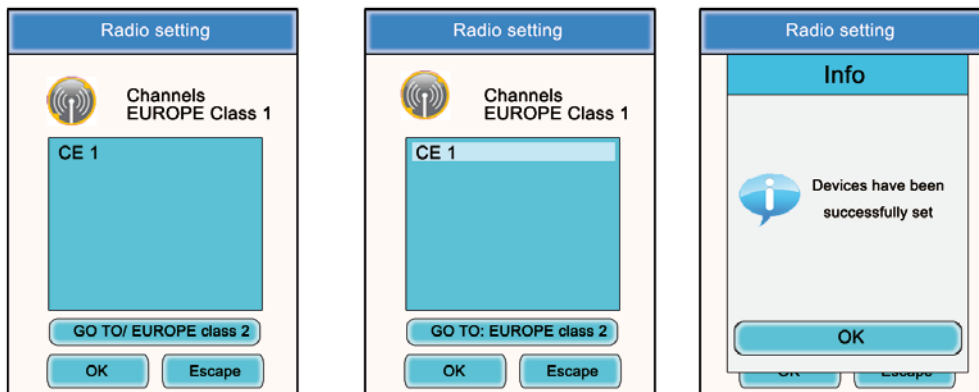 Radio setting
Channels
EUROPE Class 1
CE 1
GO TO/ EUROPE class 2
OK
Escape
Radio setting
Channels
EUROPE Class 1
CE 1
GO TO: EUROPE class 2
OK
Escape
Radio setting
Info
Devices have been
successfully set
OK
OK
Escape